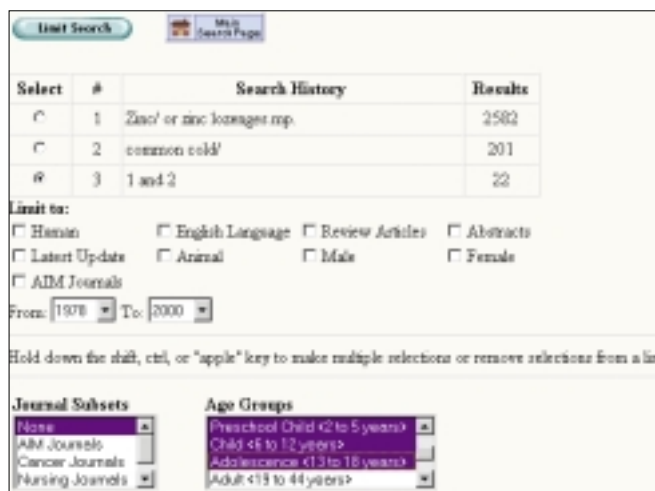 Limit Search
Main
Search Page
Select # Search History Results
1 Zinc/ or zinc lozenges.mp. 2582
2 common cold/ 201
3 1 and 2 22
Limit to:
Human English Language Review Articles Abstracts
Latest Update Animal Male Female
AIM Journals
From: 1978 To: 2000
Hold down the shift, ctrl, or "apple" key to make multiple selections or remove selections from a
Journal Subsets Age Groups
None Preschool Child <2 to 5 years>
AIM Journals Child <6 to 12 years>
Cancer Journals Adolescence <13 to 18 years>
Nursing Journals Adult <19 to 44 years>